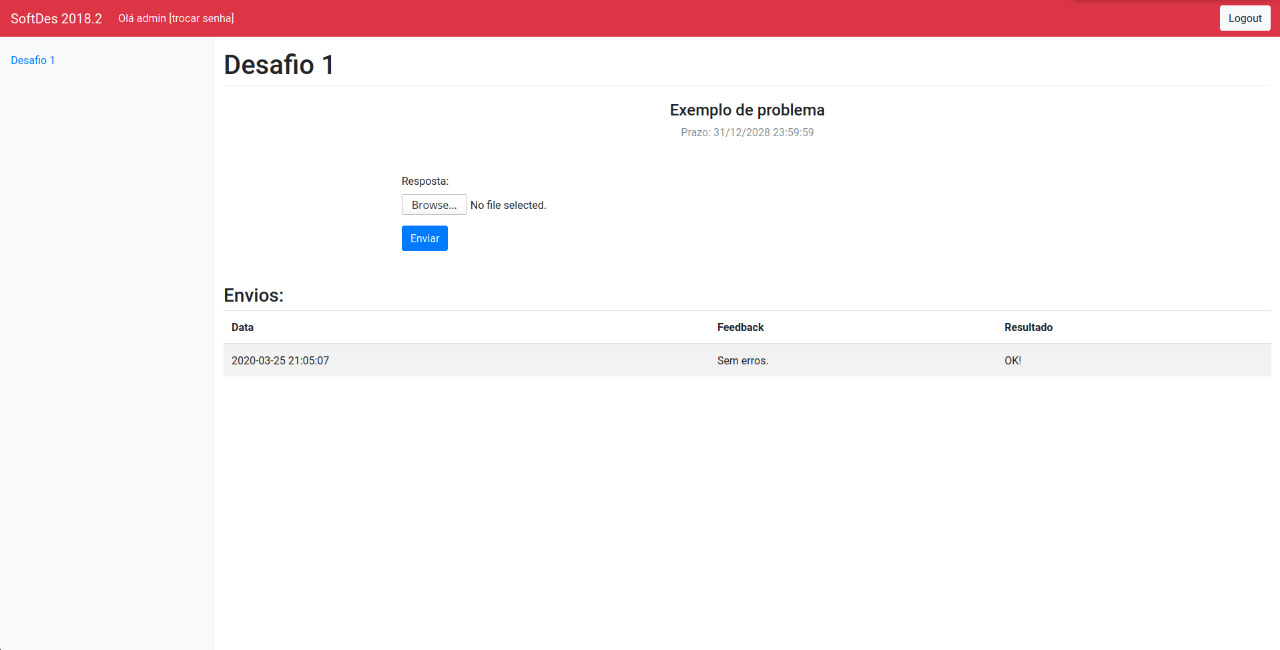 SoftDes 2018.2 Olá admin [trocar senha] Logout
Desafio 1
Desafio 1
Exemplo de problema
Prazo: 31/12/2028 23:59:59
Resposta:
Browse... No file selected.
Enviar
Envios:
Data Feedback Resultado
2020-03-25 21:05:07 Sem erros. OK!